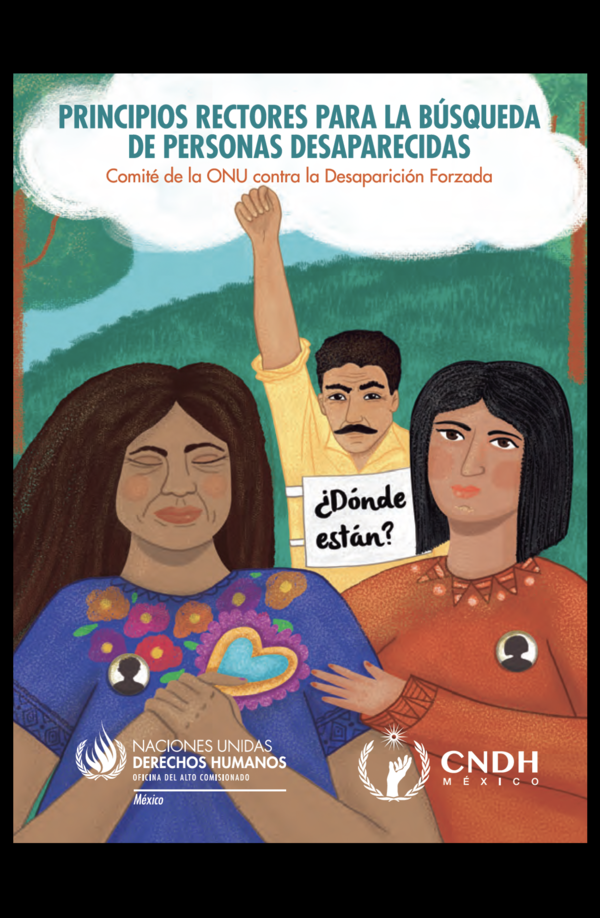 PRINCIPIOS RECTORES PARA LA BÚSQUEDA
DE PERSONAS DESAPARECIDAS
Comité de la ONU contra la Desaparición Forzada
¿Dónde
están?
NACIONES UNIDAS
DERECHOS HUMANOS
OFICINA DEL ALTO COMISIONADO
México
CNDH
MÉXICO